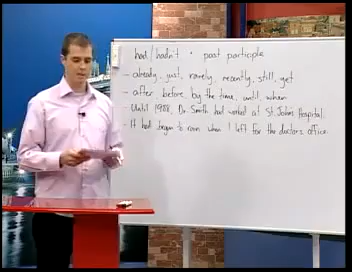 had/hadn't + past participle
- already, just, rarely, recently, still, yet
- after before by the time, until, when
- Until 1988, Dr Smith had worked at St. John's Hospital.
- It had begun to rain when I left for the doctors office.